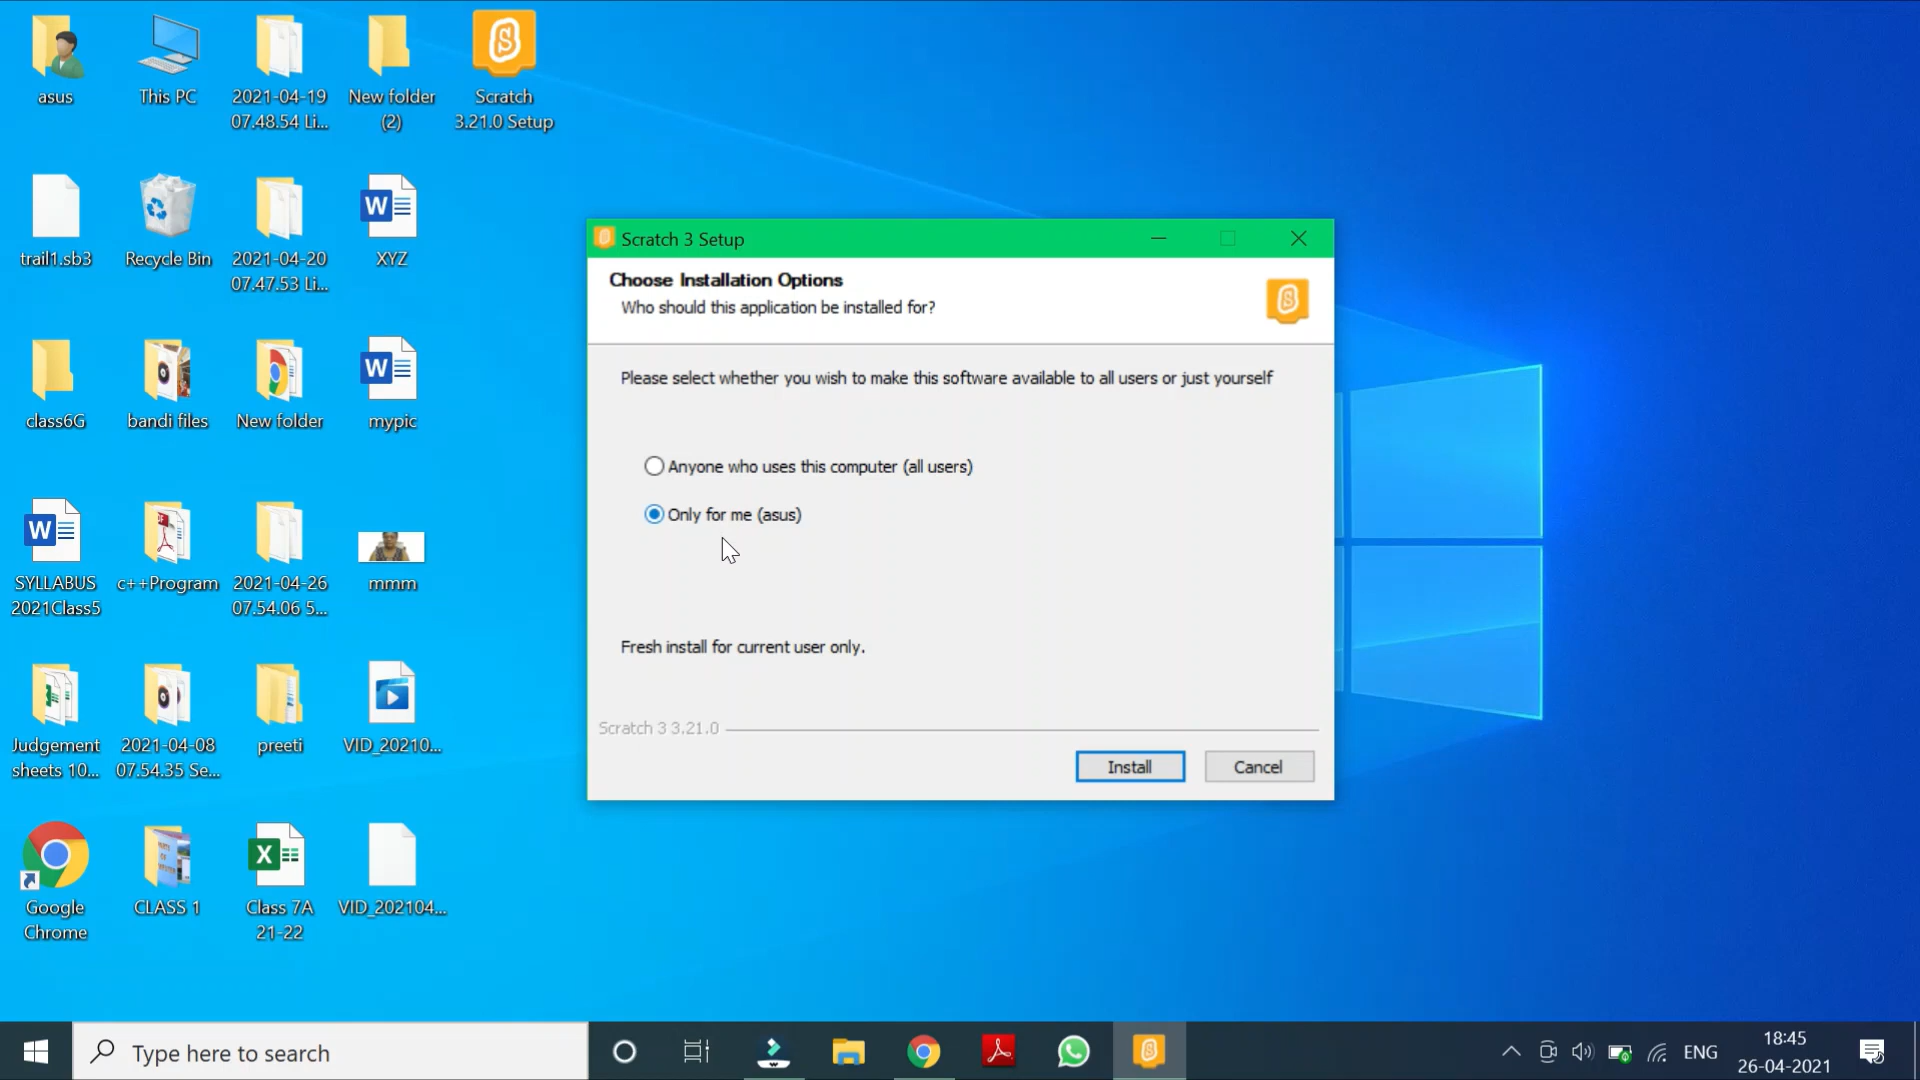 asus
This PC
2021-04-19
07.48.54 Li...
New folder
(2)
Scratch
3.21.0 Setup
trail1.sb3
Recycle Bin
2021-04-20
07.47.53 Li...
XYZ
class6G
bandi files
New folder
mypic
SYLLABUS
2021Class5
c++Program
2021-04-26
07.54.06 5...
mmm
Judgement
sheets 10...
2021-04-08
07.54.35 Se...
preeti
VID_20210...
Google
Chrome
CLASS 1
Class 7A
21-22
VID_202104...
Scratch 3 Setup
Choose Installation Options
Who should this application be installed for?
Please select whether you wish to make this software available to all users or just yourself
Anyone who uses this computer (all users)
Only for me (asus)
Fresh install for current user only.
Scratch 3 3.21.0
Install
Cancel
Type here to search
ENG
18:45
26-04-2021